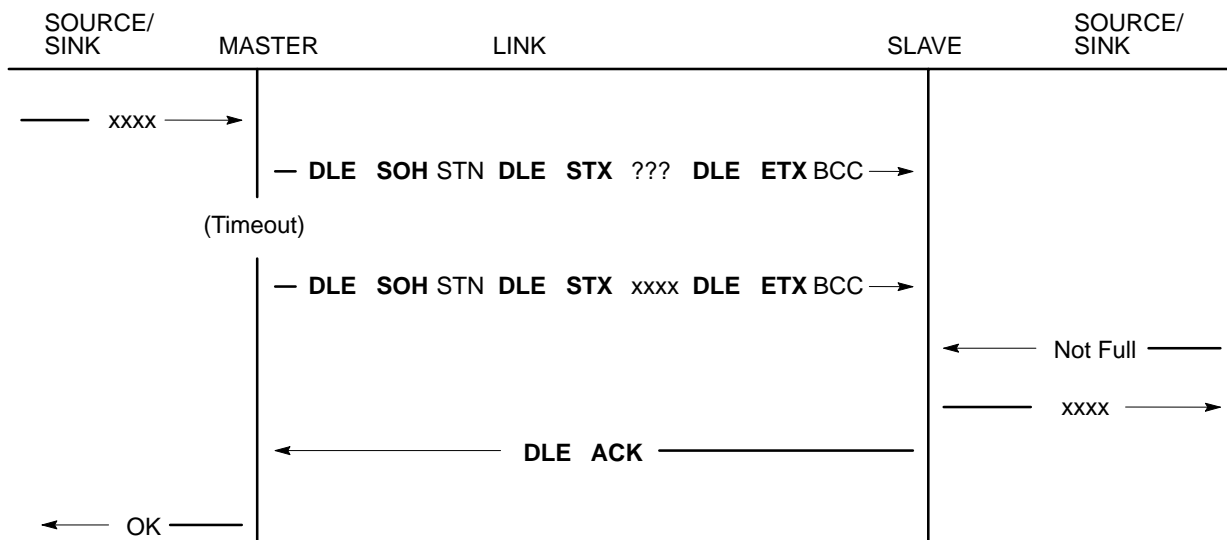 SOURCE/
SINK
MASTER
LINK
SLAVE
SOURCE/
SINK
xxxx
DLE SOH STN DLE STX ??? DLE ETX BCC
(Timeout)
DLE SOH STN DLE STX xxxx DLE ETX BCC
Not Full
xxxx
DLE ACK
OK